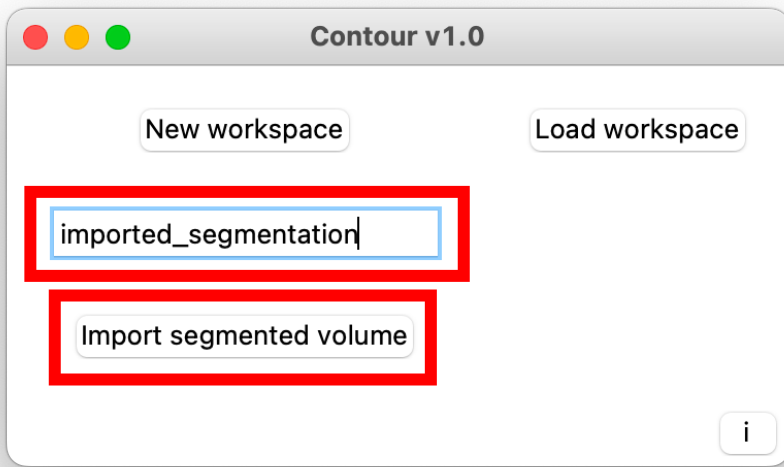 Contour v1.0
New workspace
Load workspace
imported_segmentation
Import segmented volume
i